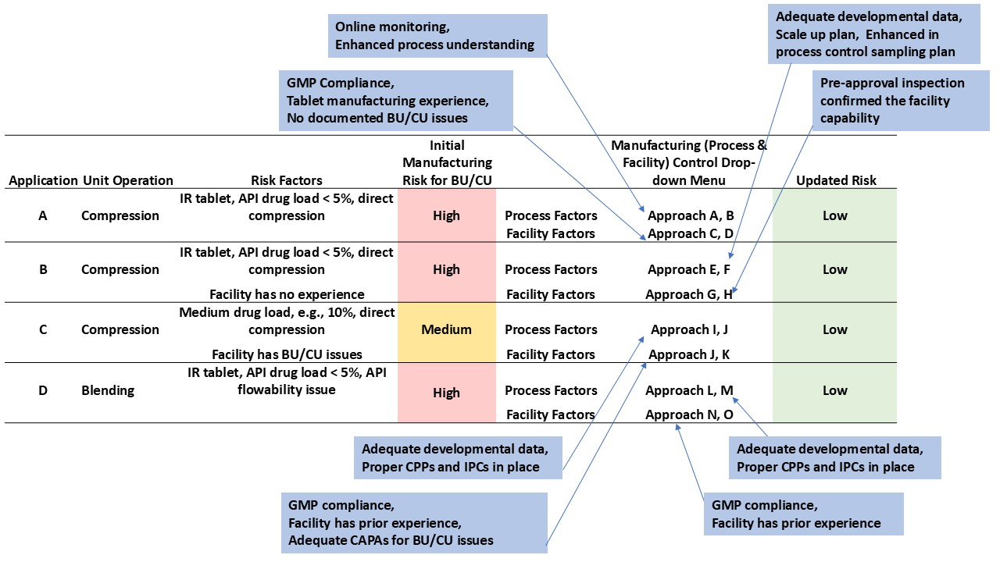 Online monitoring,
Enhanced process understanding
Adequate developmental data,
Scale up plan,  Enhanced in
process control sampling plan
GMP Compliance,
Tablet manufacturing experience,
No documented BU/CU issues
Pre-approval inspection
confirmed the facility
capability
Application Unit Operation
Risk Factors
Initial
Manufacturing
Risk for BU/CU
Manufacturing (Process &
Facility) Control Drop-
down Menu
Updated Risk
A
Compression
IR tablet, API drug load < 5%, direct
compression
High
Process Factors
Approach A, B
Low
Facility Factors
Approach C, D
B
Compression
IR tablet, API drug load < 5%, direct
compression
High
Process Factors
Approach E, F
Low
Facility has no experience
Facility Factors
Approach G, H
C
Compression
Medium drug load, e.g., 10%, direct
compression
Medium
Process Factors
Approach I, J
Low
Facility has BU/CU issues
Facility Factors
Approach J, K
D
Blending
IR tablet, API drug load < 5%, API
flowability issue
High
Process Factors
Approach L, M
Low
Facility Factors
Approach N, O
Adequate developmental data,
Proper CPPs and IPCs in place
Adequate developmental data,
Proper CPPs and IPCs in place
GMP compliance,
Facility has prior experience,
Adequate CAPAs for BU/CU issues
GMP compliance,
Facility has prior experience